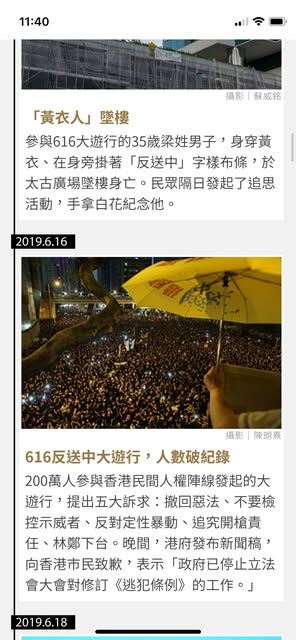 11:40
攝影｜蘇威銘
「黃衣人」墜樓
參與616大遊行的35歲梁姓男子，身穿黃
衣、在身旁掛著「反送中」字樣布條，於
太古廣場墜樓身亡。民眾隔日發起了追思
活動，手拿白花紀念他。
2019.6.16
攝影｜陳朗熹
616反送中大遊行，人數破紀錄
200萬人參與香港民間人權陣線發起的大
遊行，提出五大訴求：撤回惡法、不要檢
控示威者、反對定性暴動、追究開槍責
任、林鄭下台。晚間，港府發布新聞稿，
向香港市民致歉，表示「政府已停止立法
會大會對修訂《逃犯條例》的工作。」
2019.6.18